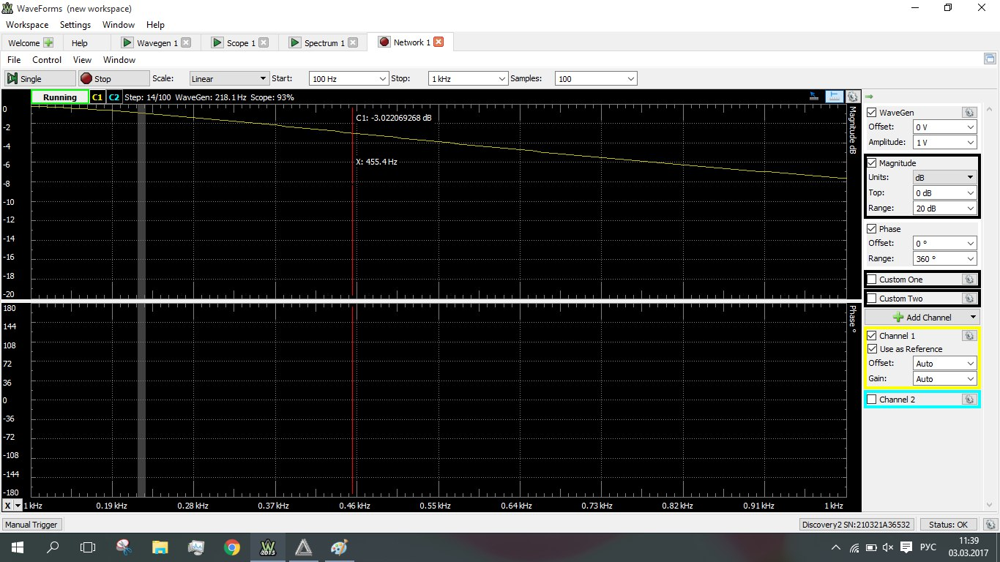 WaveForms (new workspace)
Workspace Settings Window Help
Welcome Help Wavegen 1 Scope 1 Spectrum 1 Network 1
File Control View Window
Single Stop Scale: Linear Start: 100 Hz Stop: 1 kHz Samples: 100
Running C1 C2 Step: 14/100 WaveGen: 218.1 Hz Scope: 93%
C1: -3.022069268 dB
X: 455.4 Hz
Magnitude dB
0
-2
-4
-6
-8
-10
-12
-14
-16
-18
-20
Phase °
180
144
108
72
36
0
-36
-72
-108
-144
-180
X 1 kHz 0.19 kHz 0.28 kHz 0.37 kHz 0.46 kHz 0.55 kHz 0.64 kHz 0.73 kHz 0.82 kHz 0.91 kHz 1 kHz
WaveGen
Offset: 0 V
Amplitude: 1 V
Magnitude
Units: dB
Top: 0 dB
Range: 20 dB
Phase
Offset: 0 °
Range: 360 °
Custom One
Custom Two
Add Channel
Channel 1
Use as Reference
Offset: Auto
Gain: Auto
Channel 2
Manual Trigger Discovery2 SN:210321A36532 Status: OK
W
2015
РУС
11:39
03.03.2017